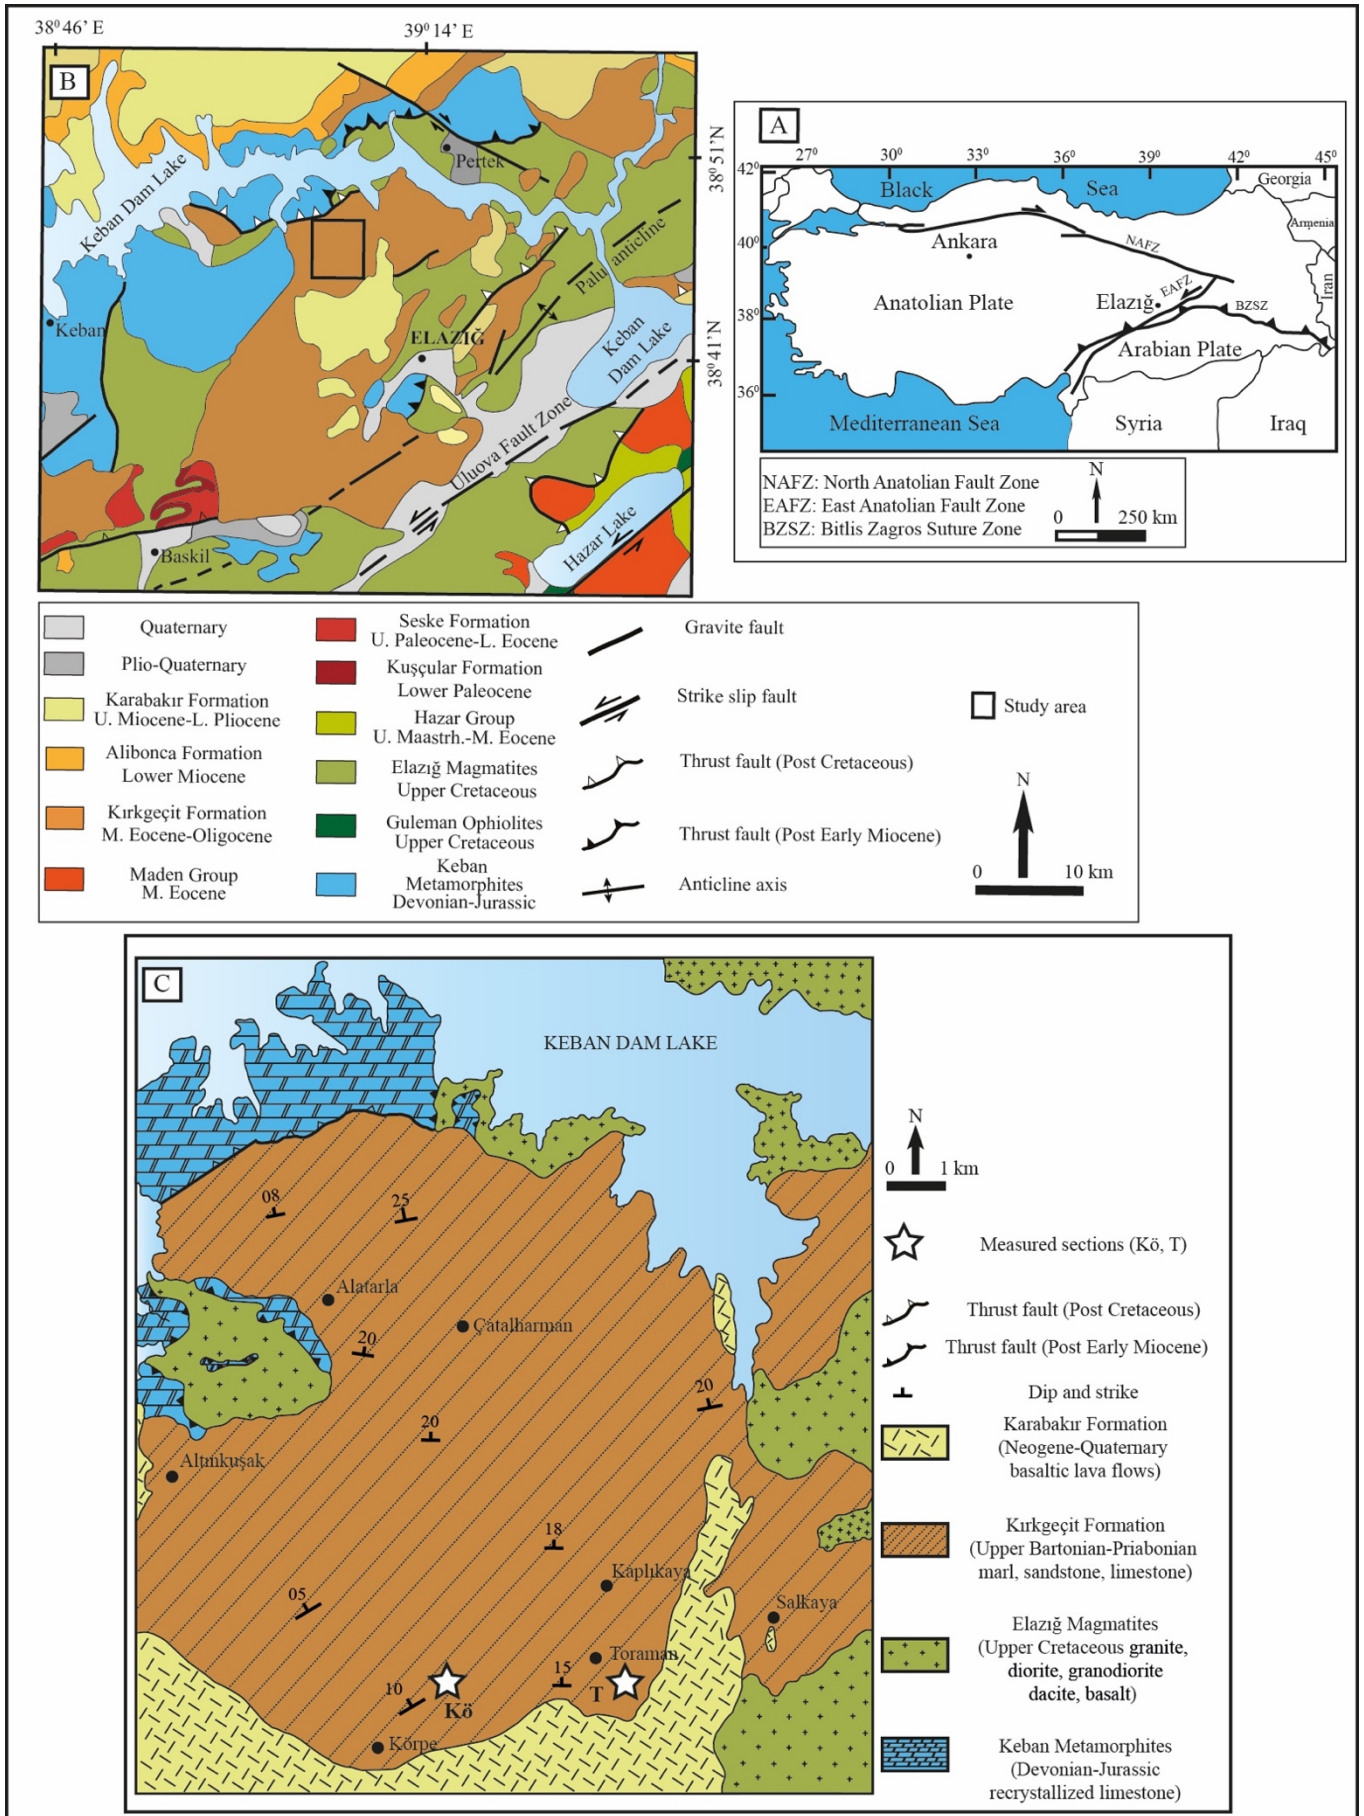 38⁰ 46’ E
39⁰ 14’ E
B
Keban Dam Lake
Pertek
38⁰ 51’N
Palu anticline
Keban
ELAZIĞ
Keban
Dam Lake
38⁰ 41’N
Uluova Fault Zone
Baskil
Hazar Lake
A
27⁰
30⁰
33⁰
36⁰
39⁰
42⁰
45⁰
42⁰
40⁰
38⁰
36⁰
Black
Sea
Georgia
Armenia
Iran
Ankara
NAFZ
Anatolian Plate
Elazığ
EAFZ
BZSZ
Arabian Plate
Mediterranean Sea
Syria
Iraq
NAFZ: North Anatolian Fault Zone
EAFZ: East Anatolian Fault Zone
BZSZ: Bitlis Zagros Suture Zone
N
0
250 km
Quaternary
Plio-Quaternary
Karabakır Formation
U. Miocene-L. Pliocene
Alibonca Formation
Lower Miocene
Kırkgeçit Formation
M. Eocene-Oligocene
Maden Group
M. Eocene
Seske Formation
U. Paleocene-L. Eocene
Kuşçular Formation
Lower Paleocene
Hazar Group
U. Maastrh.-M. Eocene
Elazığ Magmatites
Upper Cretaceous
Guleman Ophiolites
Upper Cretaceous
Keban
Metamorphites
Devonian-Jurassic
Gravite fault
Strike slip fault
Thrust fault (Post Cretaceous)
Thrust fault (Post Early Miocene)
Anticline axis
Study area
N
0
10 km
C
KEBAN DAM LAKE
08
25
Alatarla
Çatalharman
20
20
20
Altınkuşak
18
Kaplıkaya
05
Salkaya
Toraman
15
T
10
Kö
Körpe
N
0
1 km
Measured sections (Kö, T)
Thrust fault (Post Cretaceous)
Thrust fault (Post Early Miocene)
Dip and strike
Karabakır Formation
(Neogene-Quaternary
basaltic lava flows)
Kırkgeçit Formation
(Upper Bartonian-Priabonian
marl, sandstone, limestone)
Elazığ Magmatites
(Upper Cretaceous granite,
diorite, granodiorite
dacite, basalt)
Keban Metamorphites
(Devonian-Jurassic
recrystallized limestone)